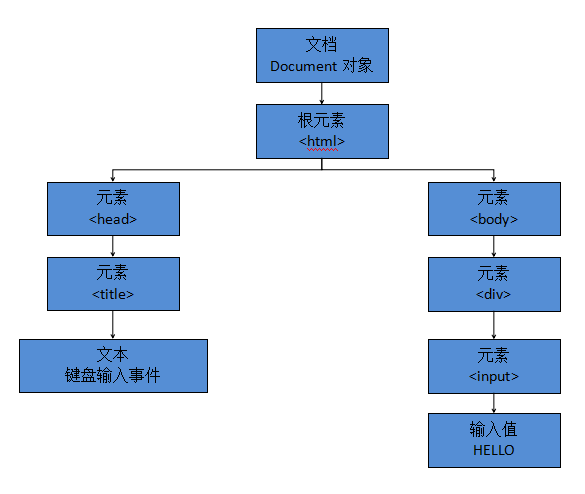 文档
Document 对象
根元素
<html>
元素
<head>
元素
<body>
元素
<title>
元素
<div>
文本
键盘输入事件
元素
<input>
输入值
HELLO